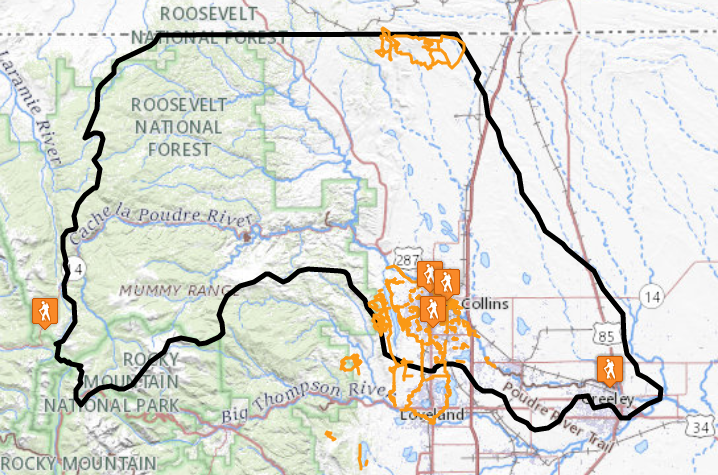 ROOSEVELT
NATIONAL FOREST
Laramie River
ROOSEVELT
NATIONAL
FOREST
Cache la Poudre River
287
14
MUMMY RANGE
Collins
14
85
ROCKY
MOUNTAIN
NATIONAL PARK
Big Thompson River
Loveland
Poudre River Trail
Greeley
34
ROCKY MOUNTAIN